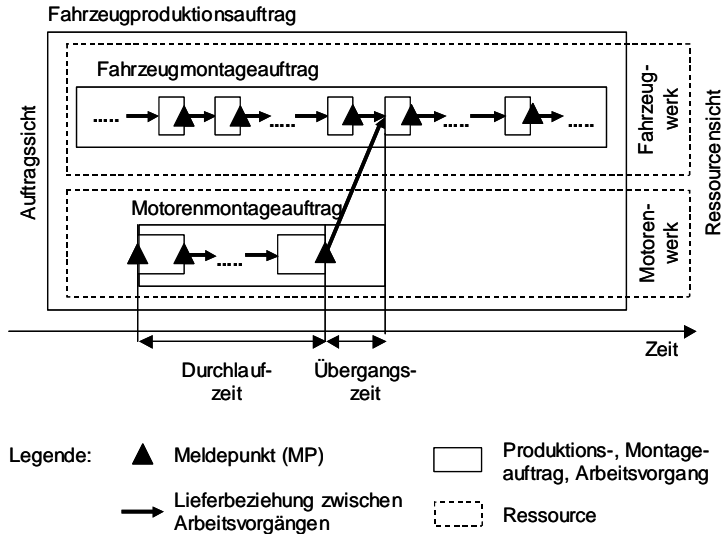 Fahrzeugproduktionsauftrag
Fahrzeugmontageauftrag
.....
.....
.....
.....
Fahrzeug-
werk
Auftragssicht
Ressourcensicht
Motorenmontageauftrag
.....
Motoren-
werk
Zeit
Durchlauf-
zeit
Übergangs-
zeit
Legende:
Meldepunkt (MP)
Produktions-, Montage-
auftrag, Arbeitsvorgang
Lieferbeziehung zwischen
Arbeitsvorgängen
Ressource